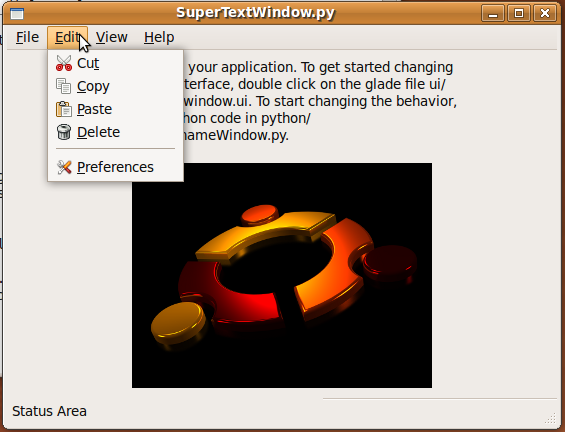 SuperTextWindow.py
File Edit View Help
Cut
Copy
Paste
Delete
Preferences
your application. To get started changing
terface, double click on the glade file ui/
window.ui. To start changing the behavior,
hon code in python/
nameWindow.py.
Status Area